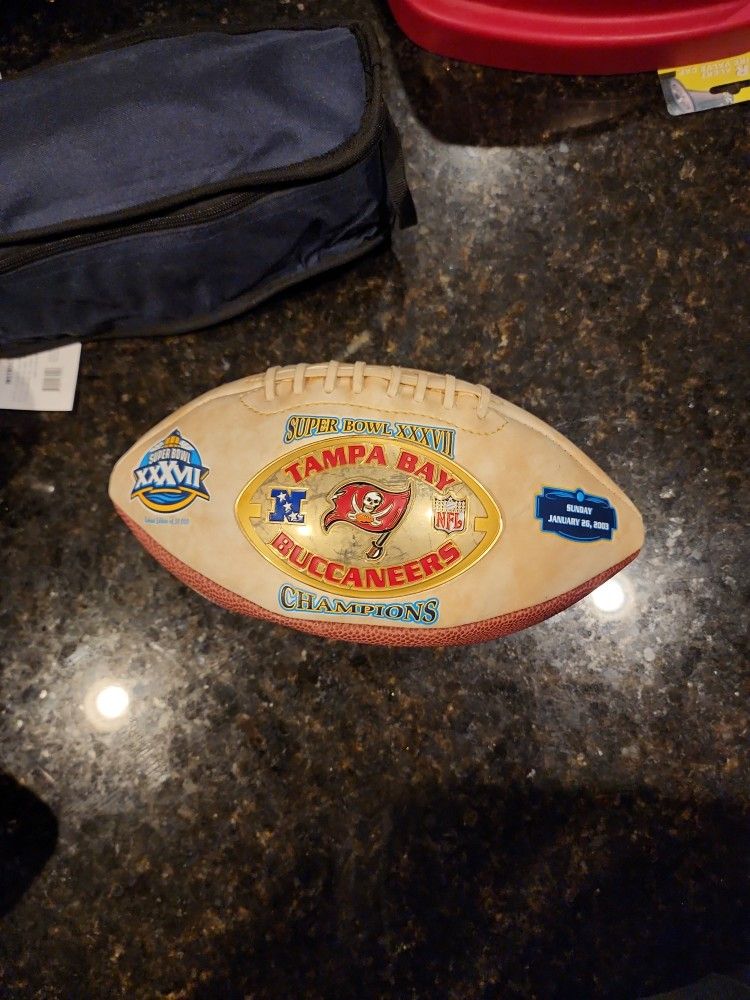 SUPER BOWL XXXVII
SUPER BOWL
XXXVII
TAMPA BAY
N
NFL
BUCCANEERS
CHAMPIONS
SUNDAY
JANUARY 26, 2003